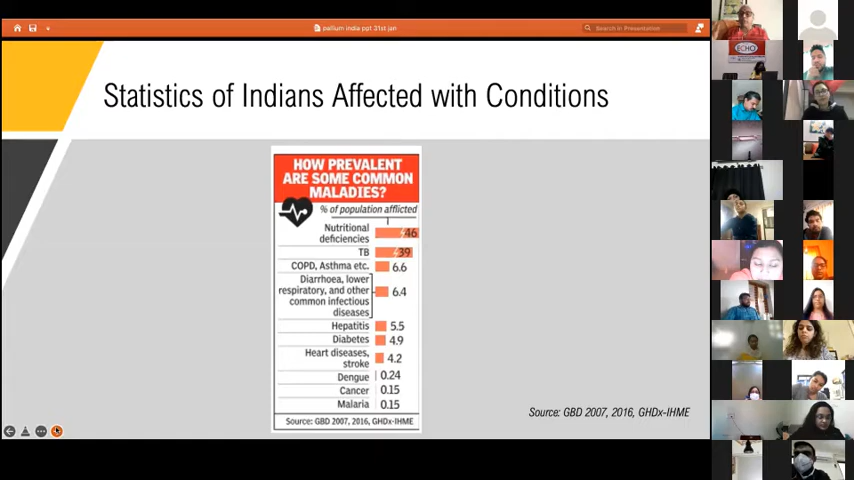 pallium india ppt 31st jan
Search in Presentation
Statistics of Indians Affected with Conditions
HOW PREVALENT
ARE SOME COMMON
MALADIES?
% of population afflicted
Nutritional
deficiencies 46
TB 39
COPD, Asthma etc. 6.6
Diarrhoea, lower
respiratory, and other
common infectious
diseases 6.4
Hepatitis 5.5
Diabetes 4.9
Heart diseases,
stroke 4.2
Dengue 0.24
Cancer 0.15
Malaria 0.15
Source: GBD 2007, 2016, GHDx-IHME
Source: GBD 2007, 2016, GHDx-IHME
ECHO